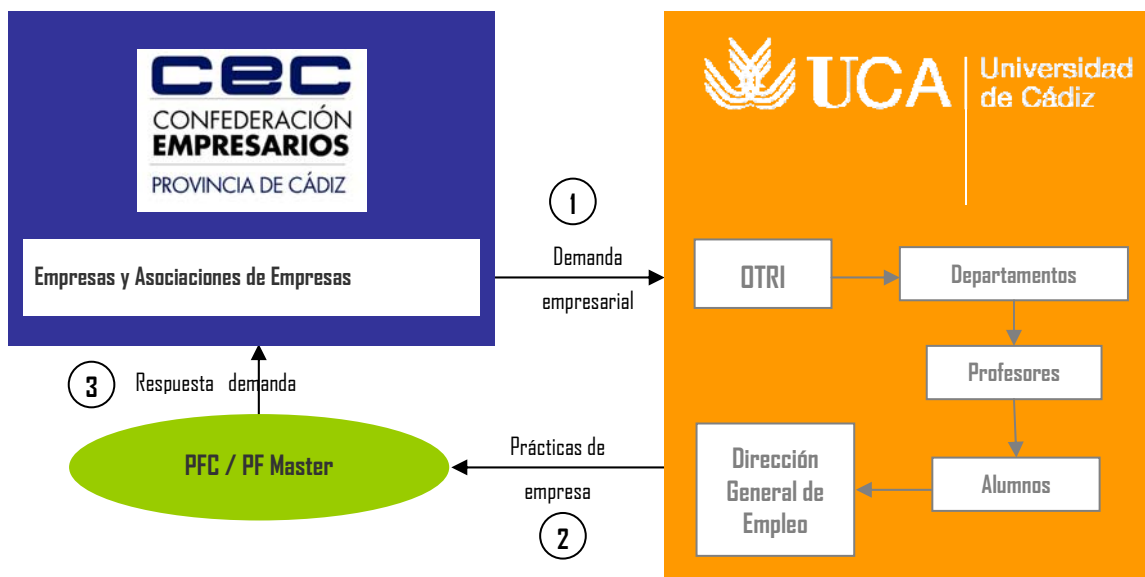 cec
CONFEDERACIÓN
EMPRESARIOS
PROVINCIA DE CÁDIZ
Empresas y Asociaciones de Empresas
1
Demanda
empresarial
UCA
Universidad
de Cádiz
OTRI
Departamentos
Profesores
Alumnos
Dirección
General de
Empleo
Prácticas de
empresa
2
PFC / PF Master
3
Respuesta demanda